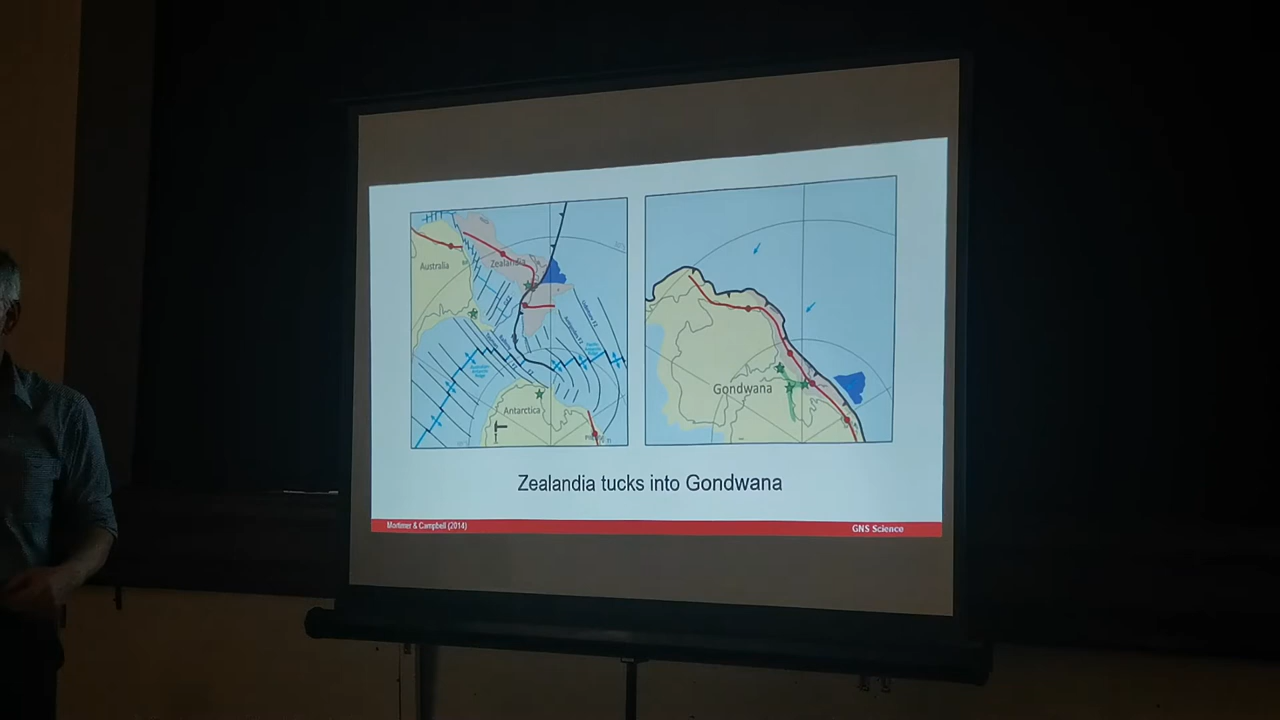 Australia
Zealandia
Antarctica
Gondwana
Zealandia tucks into Gondwana
Mortimer & Campbell (2014)
GNS Science